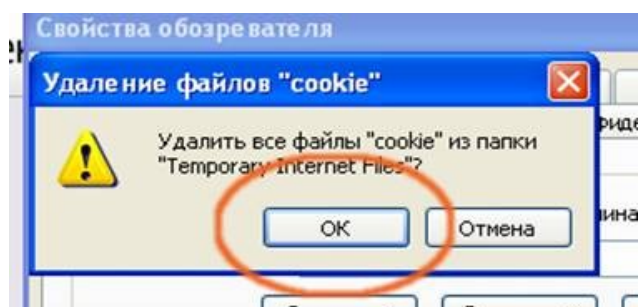 Свойства обозревателя
Удаление файлов "cookie"
Удалить все файлы "cookie" из папки
"Temporary Internet Files"?
ОК
Отмена